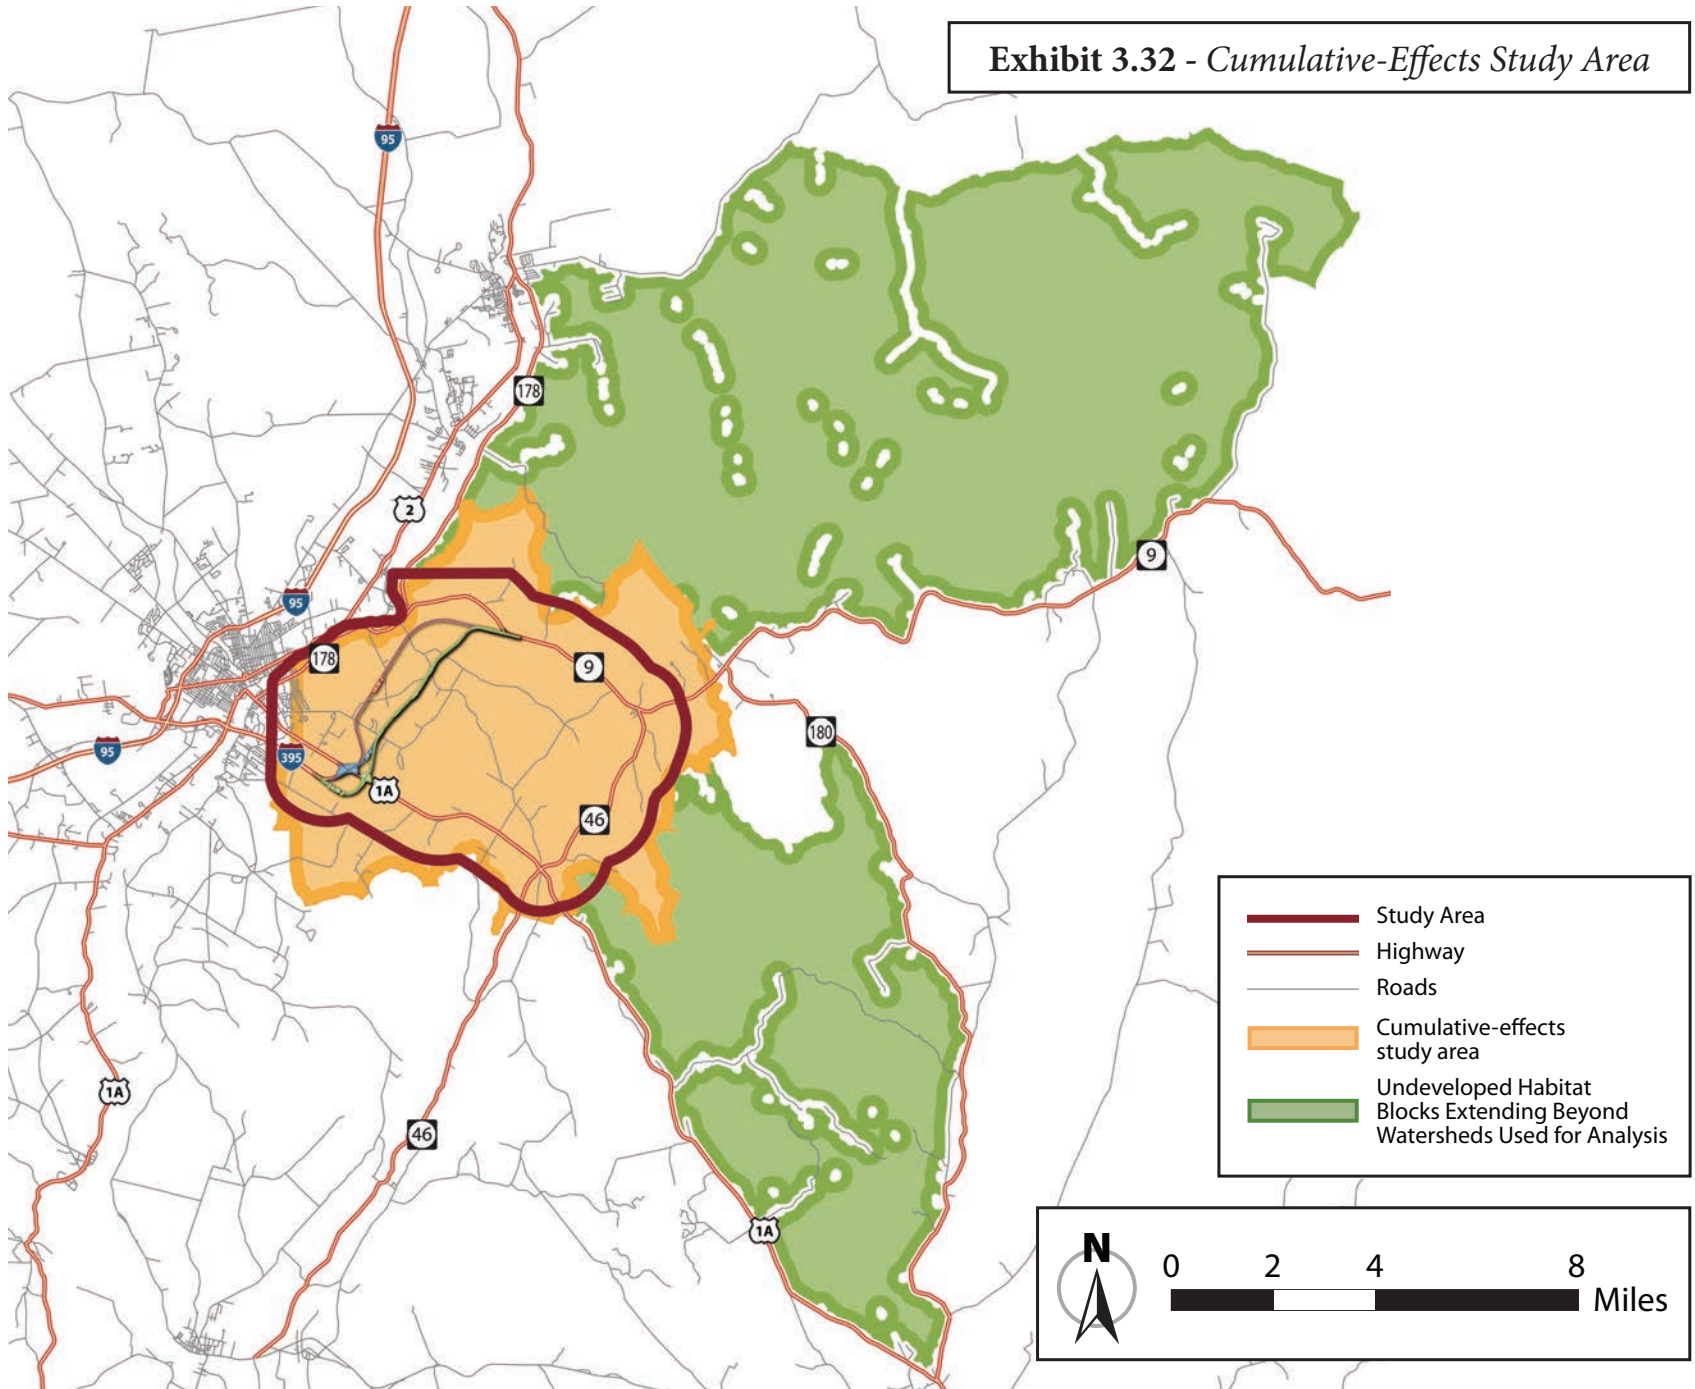 Exhibit 3.32 - Cumulative-Effects Study Area
95
178
2
9
95
178
9
180
95
395
1A
46
1A
46
1A
Study Area
Highway
Roads
Cumulative-effects
study area
Undeveloped Habitat
Blocks Extending Beyond
Watersheds Used for Analysis
N
0 2 4 8
Miles